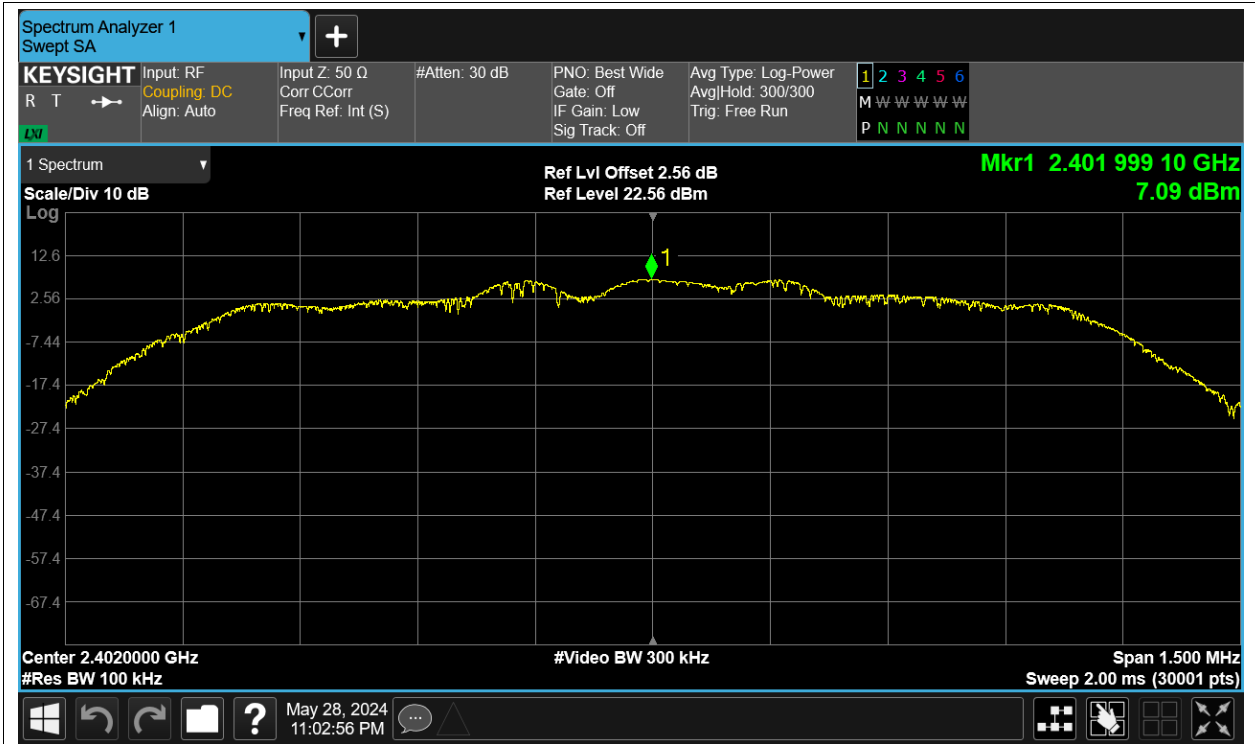 Spectrum Analyzer 1
Swept SA
KEYSIGHT
R T
LXI
Input: RF
Coupling: DC
Align: Auto
Input Z: 50 Ω
Corr CCorr
Freq Ref: Int (S)
#Atten: 30 dB
PNO: Best Wide
Gate: Off
IF Gain: Low
Sig Track: Off
Avg Type: Log-Power
Avg|Hold: 300/300
Trig: Free Run
1 2 3 4 5 6
M W W W W W
P N N N N N
1 Spectrum
Scale/Div 10 dB
Log
Ref Lvl Offset 2.56 dB
Ref Level 22.56 dBm
Mkr1 2.401 999 10 GHz
7.09 dBm
1
12.6
2.56
-7.44
-17.4
-27.4
-37.4
-47.4
-57.4
-67.4
Center 2.4020000 GHz
#Res BW 100 kHz
#Video BW 300 kHz
Span 1.500 MHz
Sweep 2.00 ms (30001 pts)
?
May 28, 2024
11:02:56 PM